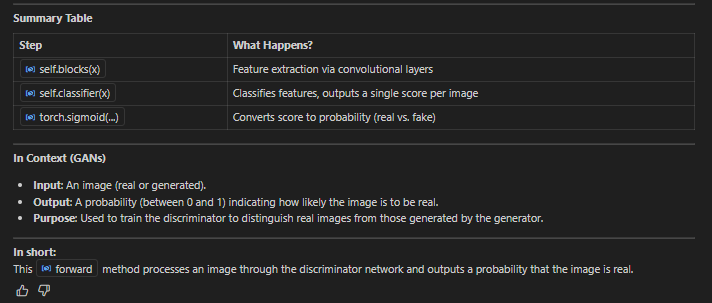 Summary Table
Step What Happens?
self.blocks(x) Feature extraction via convolutional layers
self.classifier(x) Classifies features, outputs a single score per image
torch.sigmoid(...) Converts score to probability (real vs. fake)
In Context (GANs)
• Input: An image (real or generated).
• Output: A probability (between 0 and 1) indicating how likely the image is to be real.
• Purpose: Used to train the discriminator to distinguish real images from those generated by the generator.
In short:
This forward method processes an image through the discriminator network and outputs a probability that the image is real.